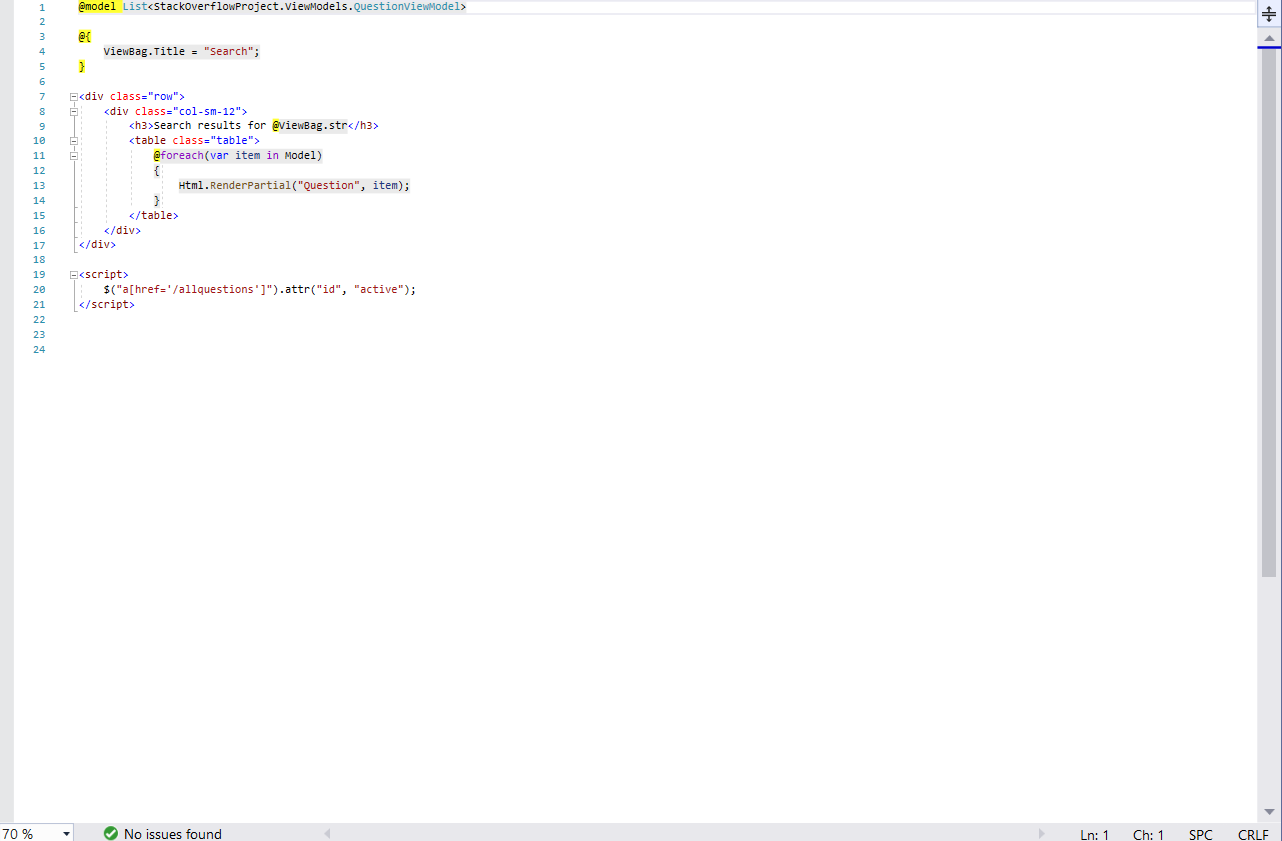 1 @model List<StackOverflowProject.ViewModels.QuestionViewModel>
2
3 @{
4 ViewBag.Title = "Search";
5 }
6
7 <div class="row">
8 <div class="col-sm-12">
9 <h3>Search results for @ViewBag.str</h3>
10 <table class="table">
11 @foreach(var item in Model)
12 {
13 Html.RenderPartial("Question", item);
14 }
15 </table>
16 </div>
17 </div>
18
19 <script>
20 $("a[href='/allquestions']").attr("id", "active");
21 </script>
22
23
24
70 % No issues found Ln: 1 Ch: 1 SPC CRLF